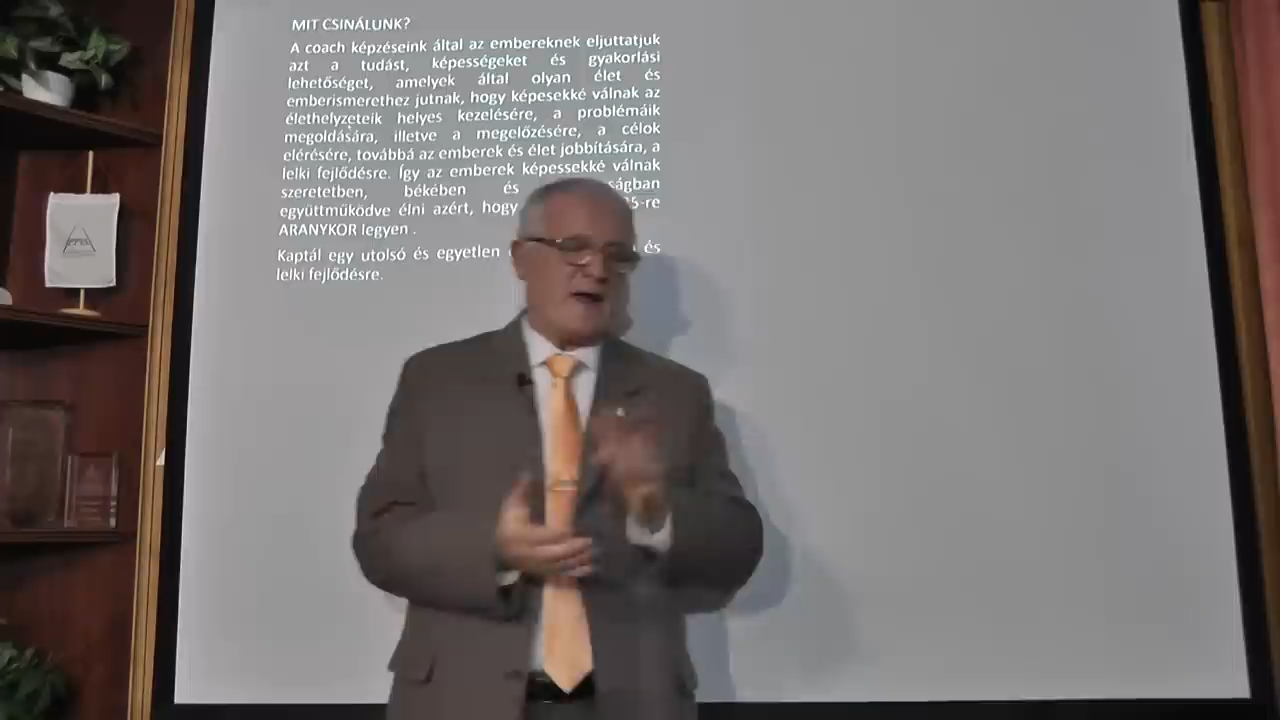 MIT CSINÁLUNK?
A coach képzéseink által az embereknek eljuttatjuk
azt a tudást, képességeket és gyakorlási
lehetőséget, amelyek által olyan élet és
emberismerethez jutnak, hogy képesekké válnak az
élethelyzeteik helyes kezelésére, a problémáik
megoldására, illetve a megelőzésére, a célok
elérésére, továbbá az emberek és élet jobbítására, a
lelki fejlődésre. Így az emberek képessekké válnak
szeretetben, békében és ságban
együttműködve élni azért, hogy 5-re
ARANYKOR legyen .
Kaptál egy utolsó és egyetlen és
lelki fejlődésre.